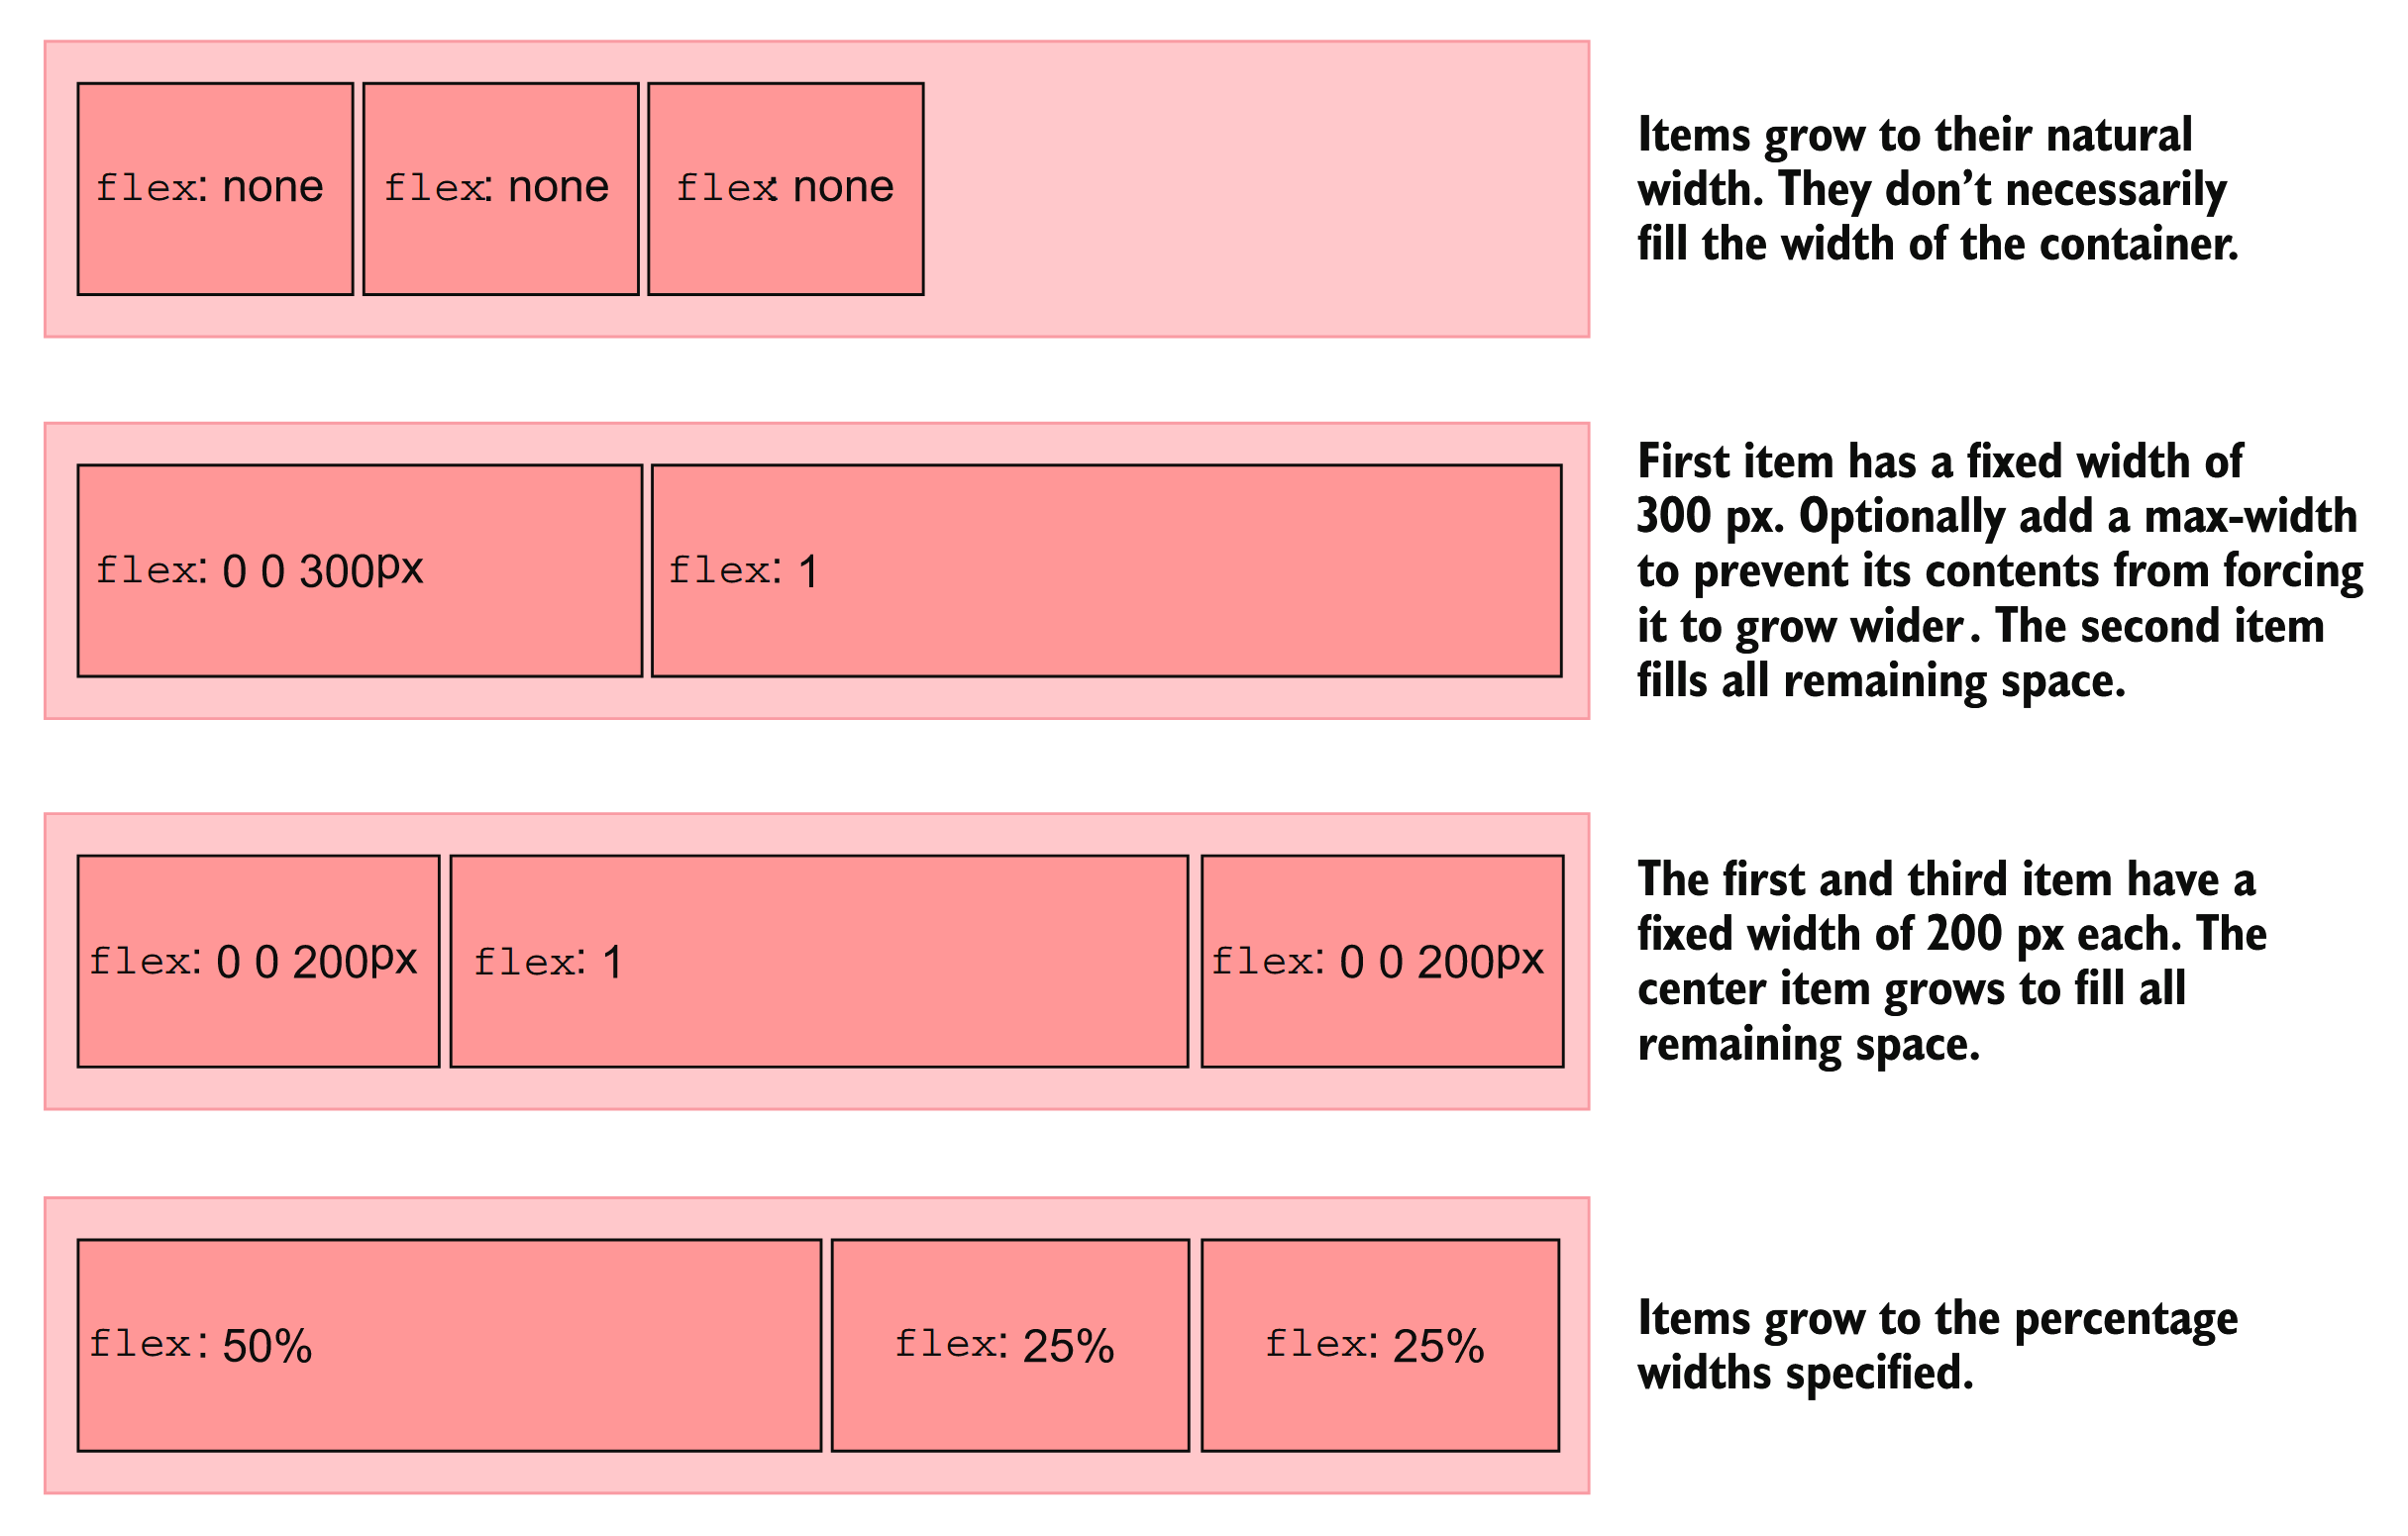 flex: none
flex: none
flex: none
Items grow to their natural
width. They don’t necessarily
fill the width of the container.
flex: 0 0 300px
flex: 1
First item has a fixed width of
300 px. Optionally add a max-width
to prevent its contents from forcing
it to grow wider. The second item
fills all remaining space.
flex: 0 0 200px
flex: 1
flex: 0 0 200px
The first and third item have a
fixed width of 200 px each. The
center item grows to fill all
remaining space.
flex: 50%
flex: 25%
flex: 25%
Items grow to the percentage
widths specified.